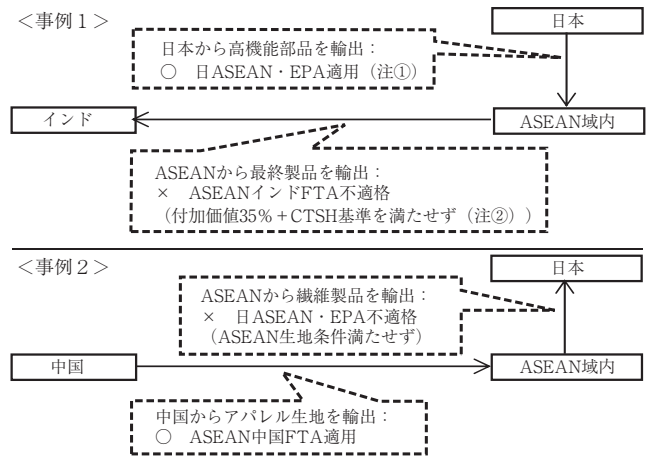 ＜事例１＞
日本
日本から高機能部品を輸出：
○　日ASEAN・EPA適用（注①）
インド
ASEAN域内
ASEANから最終製品を輸出：
×　ASEANインドFTA不適格
（付加価値35％＋CTSH基準を満たせず（注②））
＜事例２＞
日本
ASEANから繊維製品を輸出：
×　日ASEAN・EPA不適格
（ASEAN生地条件満たせず）
中国
ASEAN域内
中国からアパレル生地を輸出：
○　ASEAN中国FTA適用